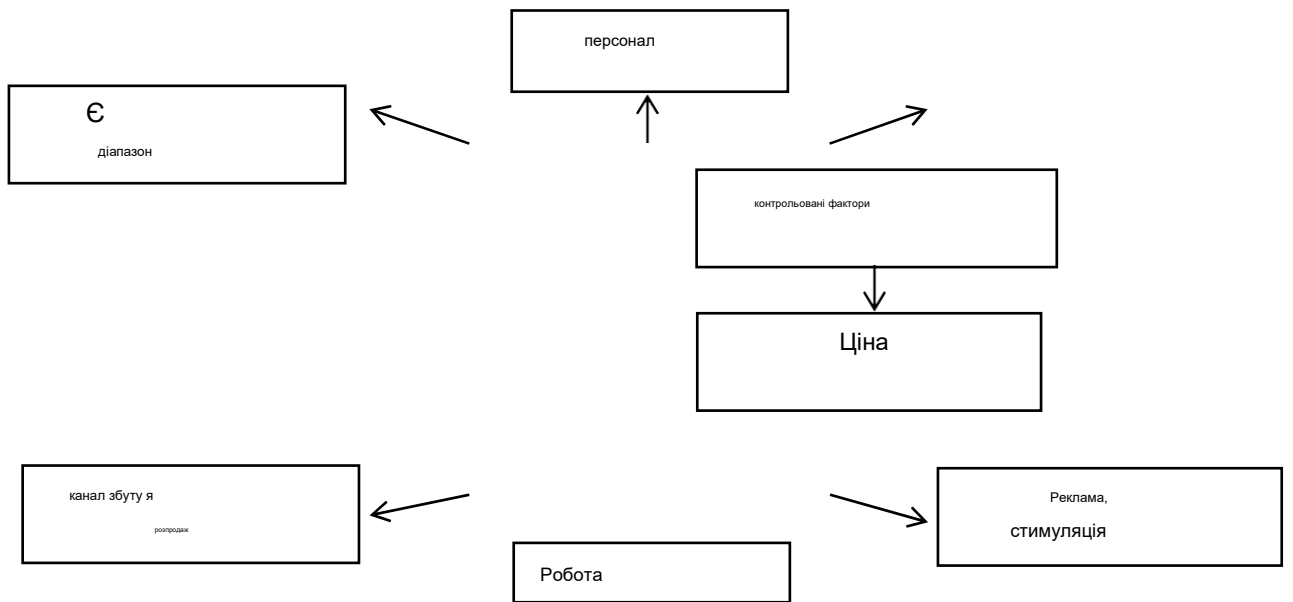 персонал
Є
діапазон
контрольовані фактори
Ціна
канал збуту я
розпродаж
Реклама,
стимуляція
Робота